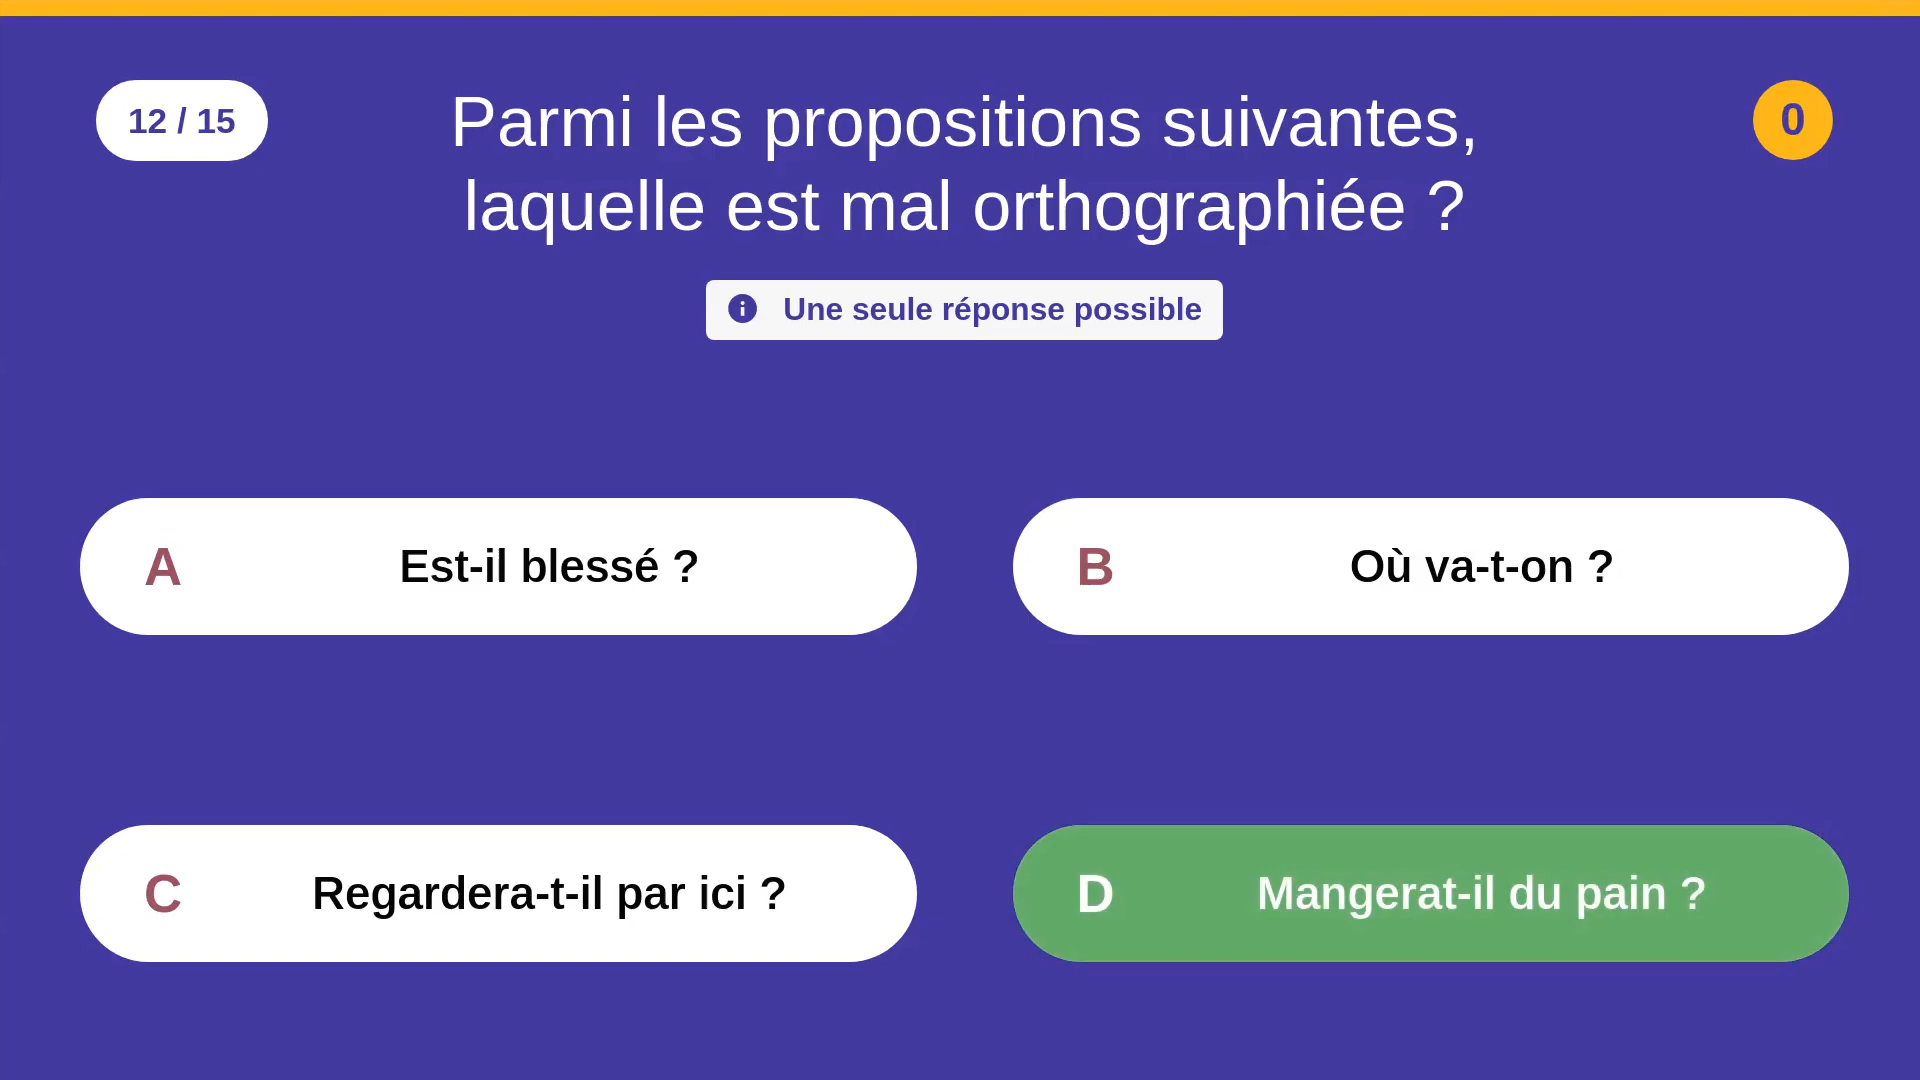 12 / 15
Parmi les propositions suivantes,
laquelle est mal orthographiée ?
0
Une seule réponse possible
A Est-il blessé ?
B Où va-t-on ?
C Regardera-t-il par ici ?
D Mangerat-il du pain ?